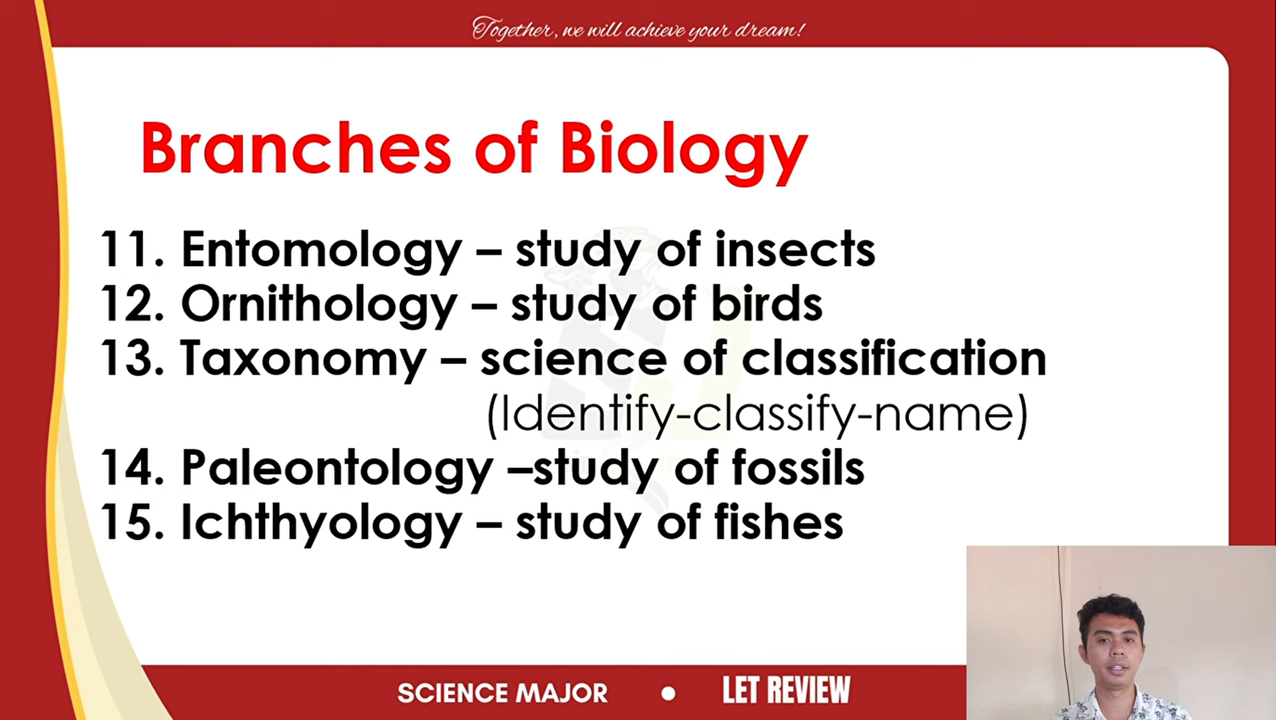 Together, we will achieve your dream!
Branches of Biology
11. Entomology – study of insects
12. Ornithology – study of birds
13. Taxonomy – science of classification
(Identify-classify-name)
14. Paleontology –study of fossils
15. Ichthyology – study of fishes
SCIENCE MAJOR • LET REVIEW